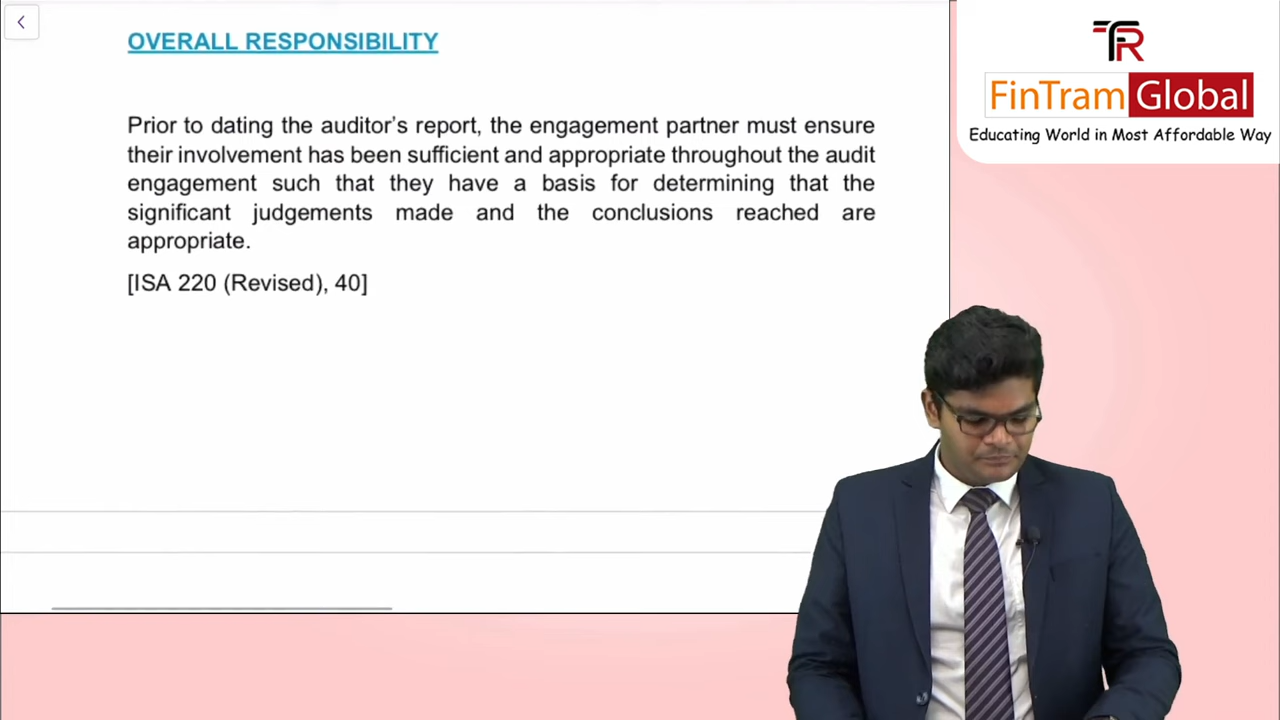 OVERALL RESPONSIBILITY
Prior to dating the auditor's report, the engagement partner must ensure
their involvement has been sufficient and appropriate throughout the audit
engagement such that they have a basis for determining that the
significant judgements made and the conclusions reached are
appropriate.
[ISA 220 (Revised), 40]
FR
FinTram Global
Educating World in Most Affordable Way